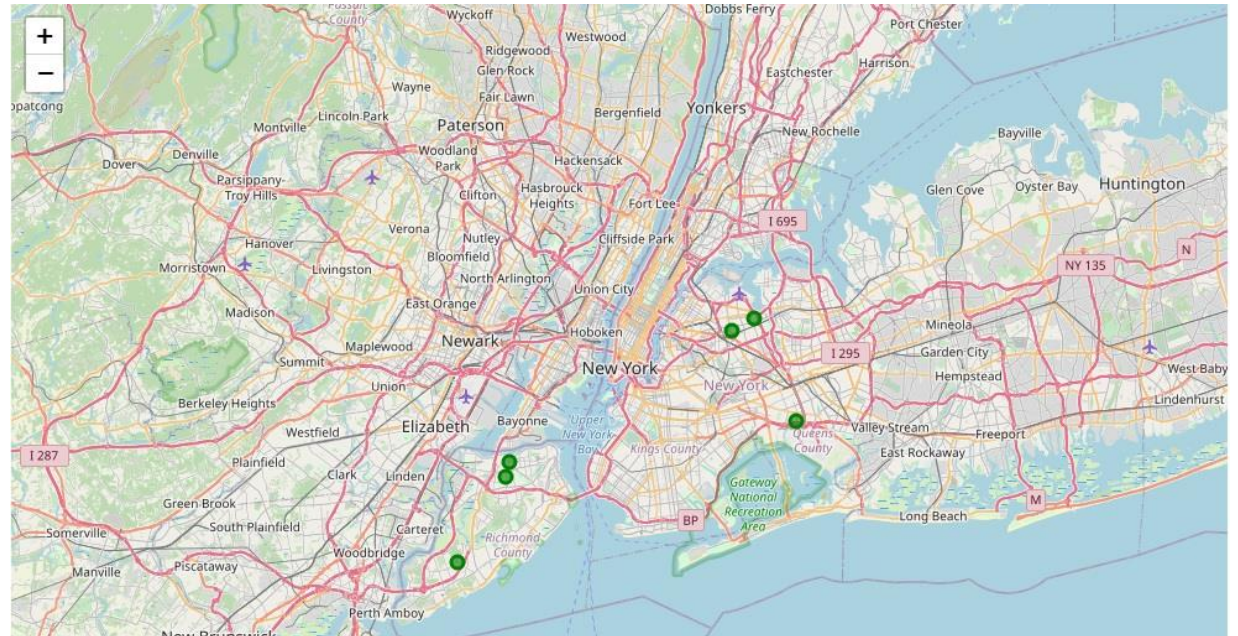 Passaic
County
Wyckoff
Dobbs Ferry
Port Chester
+
−
Westwood
Ridgewood
Glen Rock
Harrison
Eastchester
Wayne
Fair Lawn
opatcong
Lincoln Park
Bergenfield
Yonkers
Montville
Paterson
New Rochelle
Bayville
Denville
Dover
Woodland
Park
Hackensack
Parsippany-
Troy Hills
Clifton
Hasbrouck
Heights
Fort Lee
Glen Cove
Oyster Bay
Huntington
I 695
Verona
Nutley
Cliffside Park
Hanover
Bloomfield
N
NY 135
Morristown
Livingston
North Arlington
Union City
East Orange
Madison
Hoboken
Mineola
Newark
Maplewood
Summit
I 295
Garden City
New York
Hempstead
West Baby
Union
New York
Berkeley Heights
Lindenhurst
Bayonne
Elizabeth
Upper
New York
Bay
Westfield
Valley Stream
Freeport
Queens
County
Kings County
East Rockaway
I 287
Plainfield
Clark
Linden
Gateway
National
Recreation
Area
Green Brook
M
Long Beach
BP
Somerville
South Plainfield
Carteret
Richmond
County
Woodbridge
Piscataway
Manville
Perth Amboy
New Brunswick